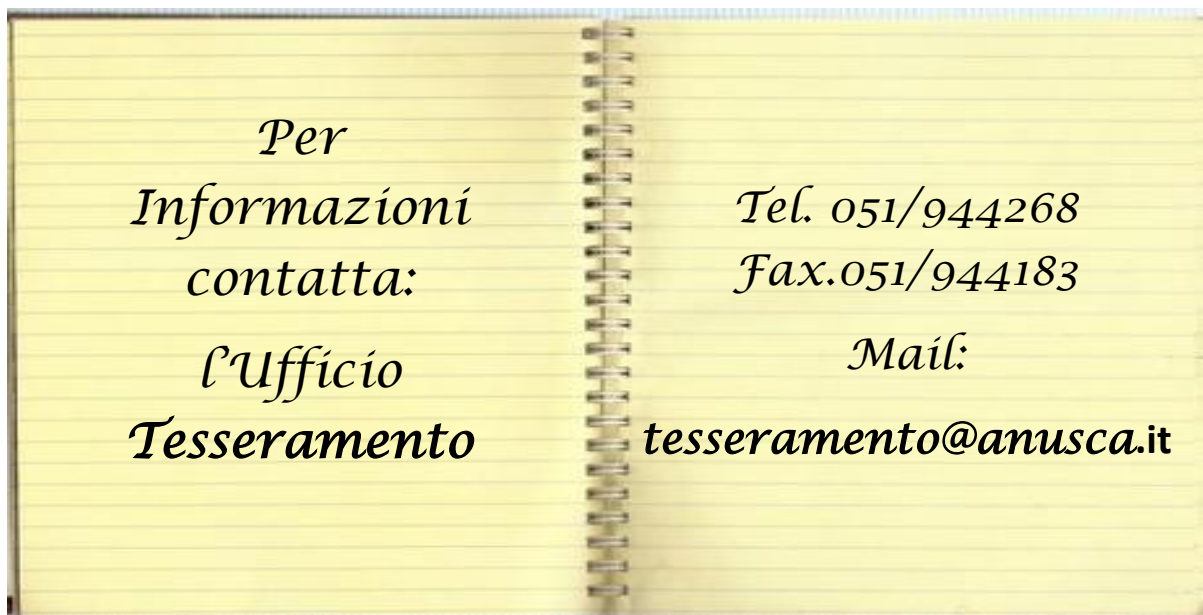 Per
Informazioni
contatta:
l'Ufficio
Tesseramento
Tel. 051/944268
Fax.051/944183
Mail:
tesseramento@anusca.it